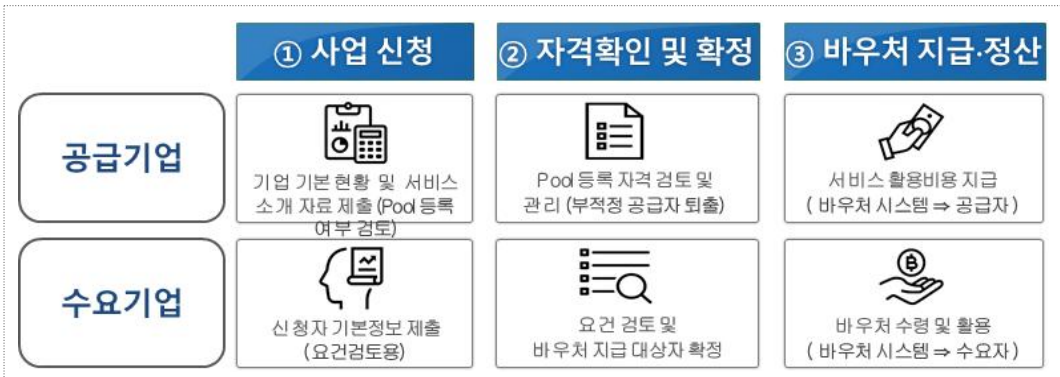 ① 사업 신청
② 자격확인 및 확정
③ 바우처 지급·정산
공급기업
기업 기본 현황 및 서비스
소개 자료 제출 (Pool 등록
여부 검토)
Pool 등록 자격 검토 및
관리 (부적정 공급자 퇴출)
서비스 활용비용 지급
( 바우처 시스템 ⇒ 공급자 )
수요기업
신청자 기본정보 제출
(요건검토용)
요건 검토 및
바우처 지급 대상자 확정
바우처 수령 및 활용
( 바우처 시스템 ⇒ 수요자 )